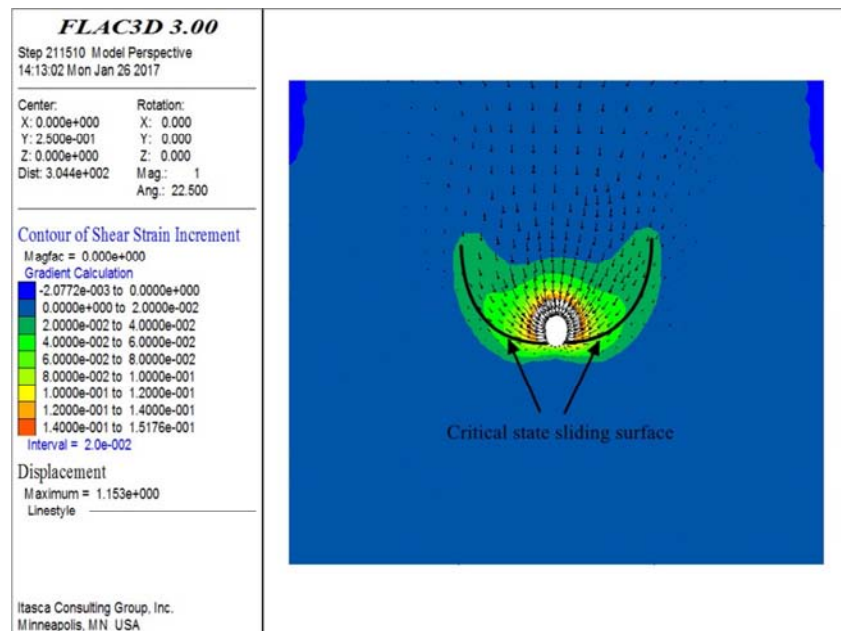 FLAC3D 3.00
Step 211510 Model Perspective
14:13:02 Mon Jan 26 2017
Center: Rotation:
X: 0.000e+000 X: 0.000
Y: 2.500e-001 Y: 0.000
Z: 0.000e+000 Z: 0.000
Dist: 3.044e+002 Mag.: 1
Ang.: 22.500
Contour of Shear Strain Increment
Magfac = 0.000e+000
Gradient Calculation
-2.0772e-003 to 0.0000e+000
0.0000e+000 to 2.0000e-002
2.0000e-002 to 4.0000e-002
4.0000e-002 to 6.0000e-002
6.0000e-002 to 8.0000e-002
8.0000e-002 to 1.0000e-001
1.0000e-001 to 1.2000e-001
1.2000e-001 to 1.4000e-001
1.4000e-001 to 1.5176e-001
Interval = 2.0e-002
Displacement
Maximum = 1.153e+000
Linestyle
Itasca Consulting Group, Inc.
Minneapolis, MN USA
Critical state sliding surface